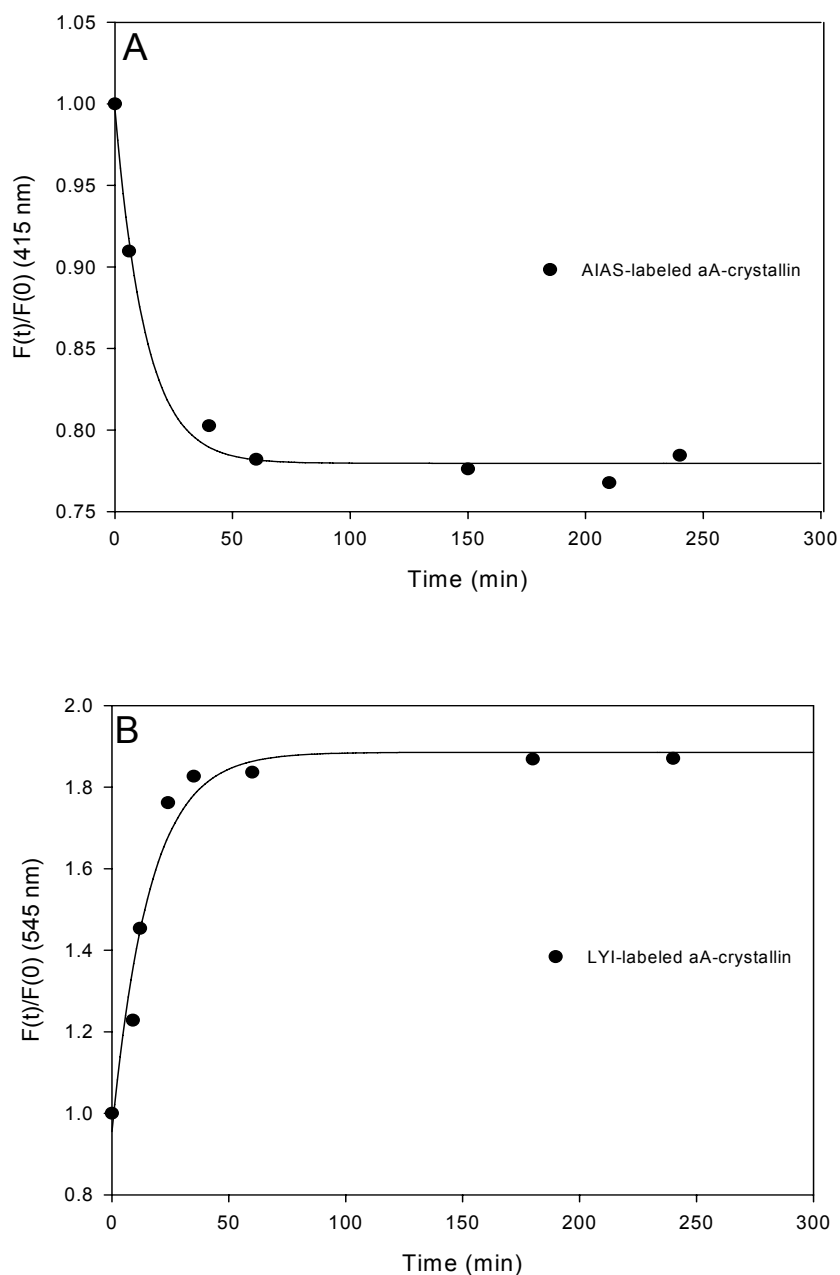 A
1.05
1.00
0.95
0.90
0.85
0.80
0.75
F(t)/F(0) (415 nm)
AIAS-labeled aA-crystallin
0 50 100 150 200 250 300
Time (min)
B
2.0
1.8
1.6
1.4
1.2
1.0
0.8
F(t)/F(0) (545 nm)
LYI-labeled aA-crystallin
0 50 100 150 200 250 300
Time (min)